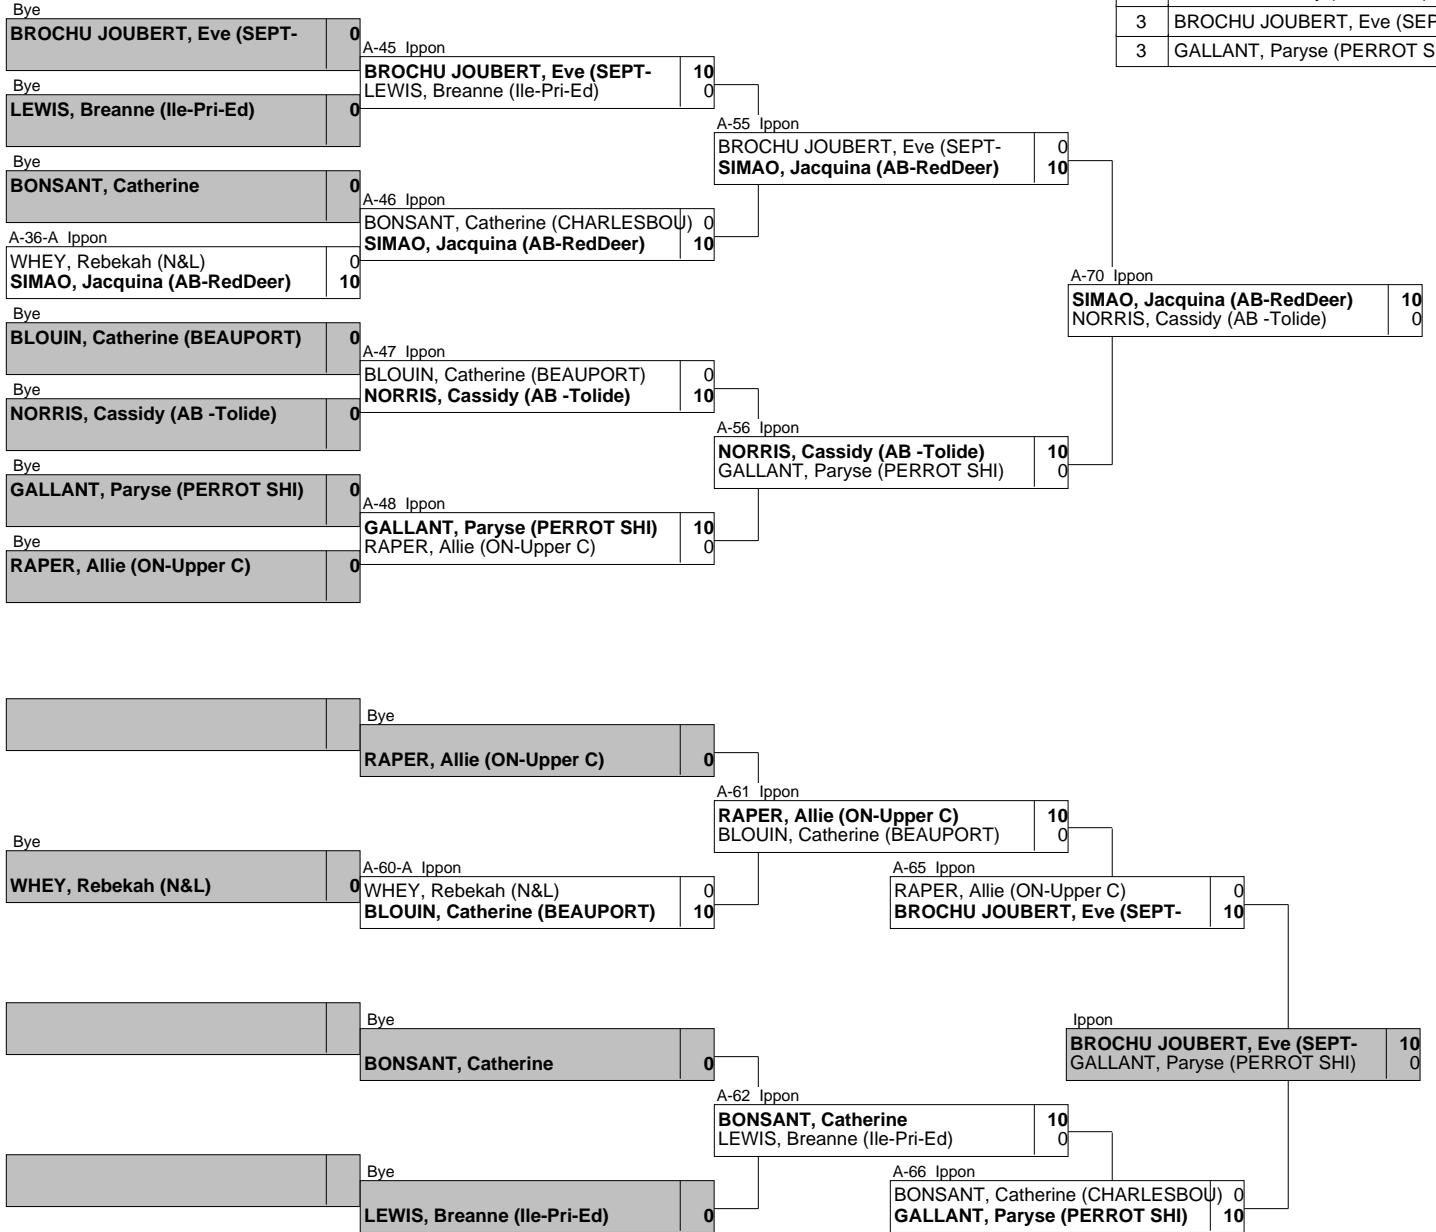 3 BROCHU JOUBERT, Eve (SEP
3 GALLANT, Paryse (PERROT S
Bye
BROCHU JOUBERT, Eve (SEPT- 0
Bye
LEWIS, Breanne (Ile-Pri-Ed) 0
Bye
BONSANT, Catherine 0
A-36-A Ippon
WHEY, Rebekah (N&L) 0
SIMAO, Jacquina (AB-RedDeer) 10
Bye
BLOUIN, Catherine (BEAUPORT) 0
Bye
NORRIS, Cassidy (AB -Tolide) 0
Bye
GALLANT, Paryse (PERROT SHI) 0
Bye
RAPER, Allie (ON-Upper C) 0
A-45 Ippon
BROCHU JOUBERT, Eve (SEPT- 10
LEWIS, Breanne (Ile-Pri-Ed) 0
A-46 Ippon
BONSANT, Catherine (CHARLESBOU) 0
SIMAO, Jacquina (AB-RedDeer) 10
A-47 Ippon
BLOUIN, Catherine (BEAUPORT) 0
NORRIS, Cassidy (AB -Tolide) 10
A-48 Ippon
GALLANT, Paryse (PERROT SHI) 10
RAPER, Allie (ON-Upper C) 0
A-55 Ippon
BROCHU JOUBERT, Eve (SEPT- 0
SIMAO, Jacquina (AB-RedDeer) 10
A-56 Ippon
NORRIS, Cassidy (AB -Tolide) 10
GALLANT, Paryse (PERROT SHI) 0
A-70 Ippon
SIMAO, Jacquina (AB-RedDeer) 10
NORRIS, Cassidy (AB -Tolide) 0
Bye
WHEY, Rebekah (N&L) 0
Bye
RAPER, Allie (ON-Upper C) 0
A-60-A Ippon
WHEY, Rebekah (N&L) 0
BLOUIN, Catherine (BEAUPORT) 10
Bye
BONSANT, Catherine 0
Bye
LEWIS, Breanne (Ile-Pri-Ed) 0
A-61 Ippon
RAPER, Allie (ON-Upper C) 10
BLOUIN, Catherine (BEAUPORT) 0
A-62 Ippon
BONSANT, Catherine 10
LEWIS, Breanne (Ile-Pri-Ed) 0
A-65 Ippon
RAPER, Allie (ON-Upper C) 0
BROCHU JOUBERT, Eve (SEPT- 10
A-66 Ippon
BONSANT, Catherine (CHARLESBOU) 0
GALLANT, Paryse (PERROT SHI) 10
Ippon
BROCHU JOUBERT, Eve (SEPT- 10
GALLANT, Paryse (PERROT SHI) 0